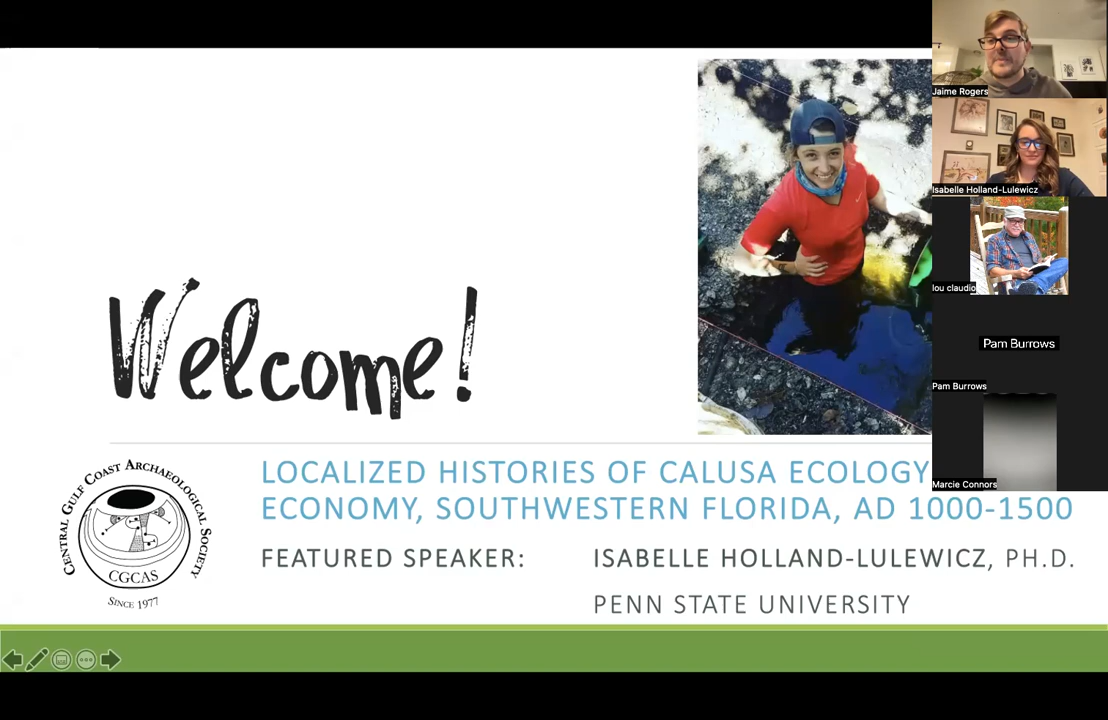 Welcome!
CENTRAL GULF COAST ARCHAEOLOGICAL SOCIETY
CGCAS
SINCE 1977
LOCALIZED HISTORIES OF CALUSA ECOLOGY
ECONOMY, SOUTHWESTERN FLORIDA, AD 1000-1500
FEATURED SPEAKER: ISABELLE HOLLAND-LULEWICZ, PH.D.
PENN STATE UNIVERSITY
Jaime Rogers
Isabelle Holland-Lulewicz
lou claudio
Pam Burrows
Pam Burrows
Marcie Connors